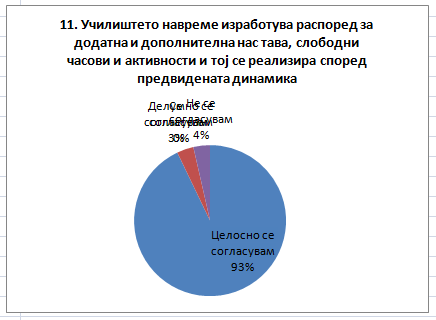 11. Училиштето навреме изработува распоред за
додатна и дополнителна нас тава, слободни
часови и активности и тој се реализира според
предвидената динамика
Не се
согласувам
4%
3%
Целосно се
согласувам
93%